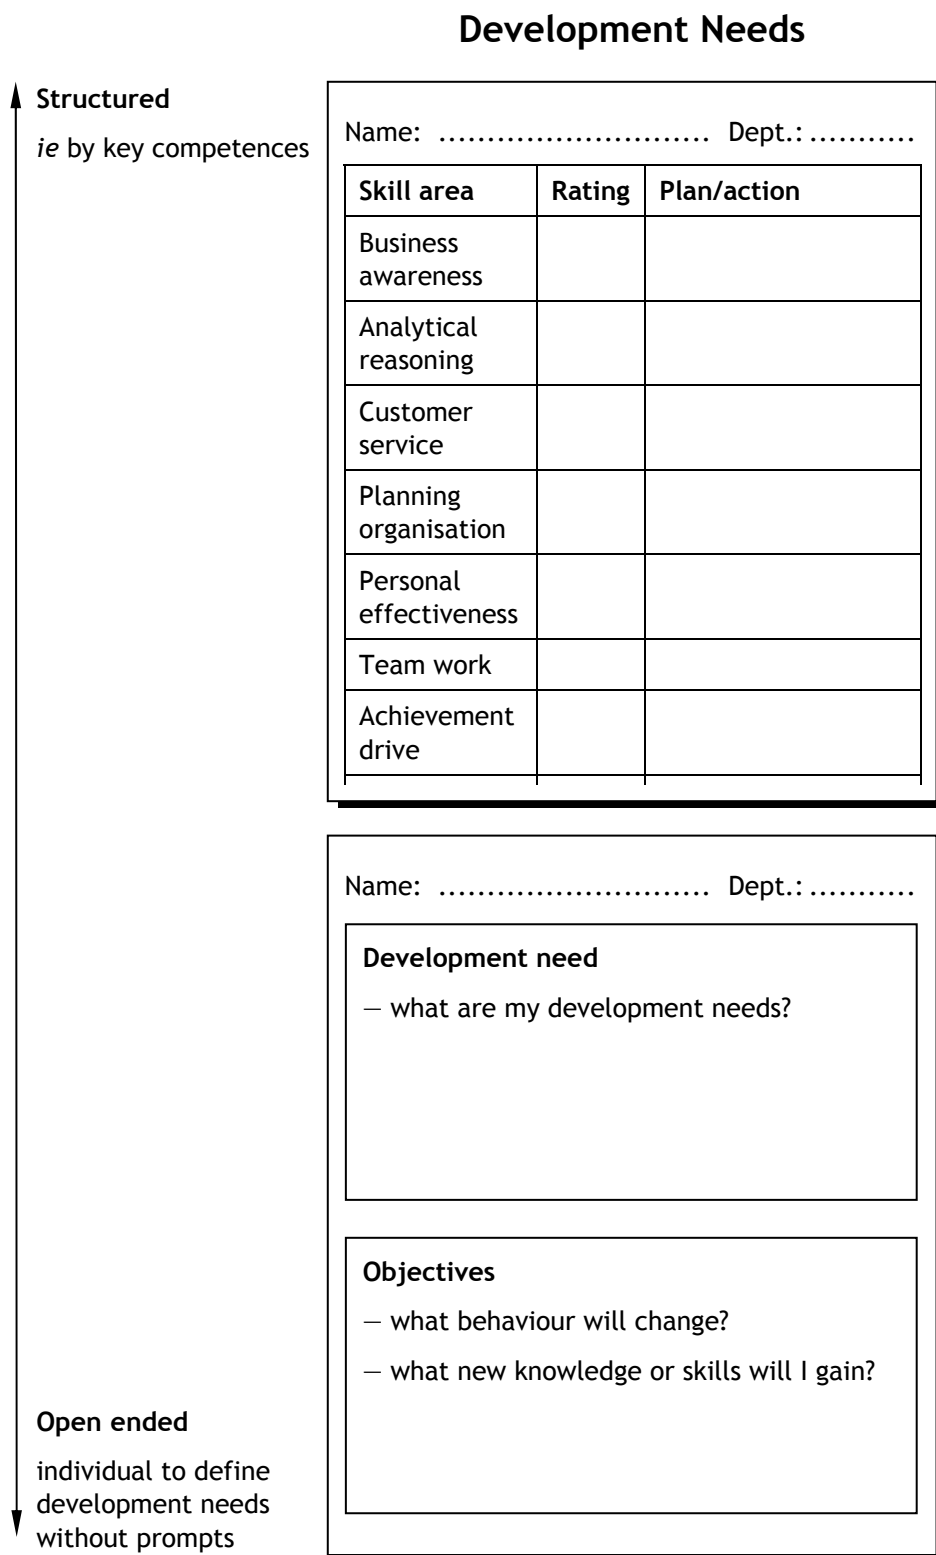 Development Needs
Structured
ie by key competences
Name: ............................ Dept.: ...........
Skill area Rating Plan/action
Business
awareness
Analytical
reasoning
Customer
service
Planning
organisation
Personal
effectiveness
Team work
Achievement
drive
Name: ............................ Dept.: ...........
Development need
— what are my development needs?
Objectives
— what behaviour will change?
— what new knowledge or skills will I gain?
Open ended
individual to define
development needs
without prompts